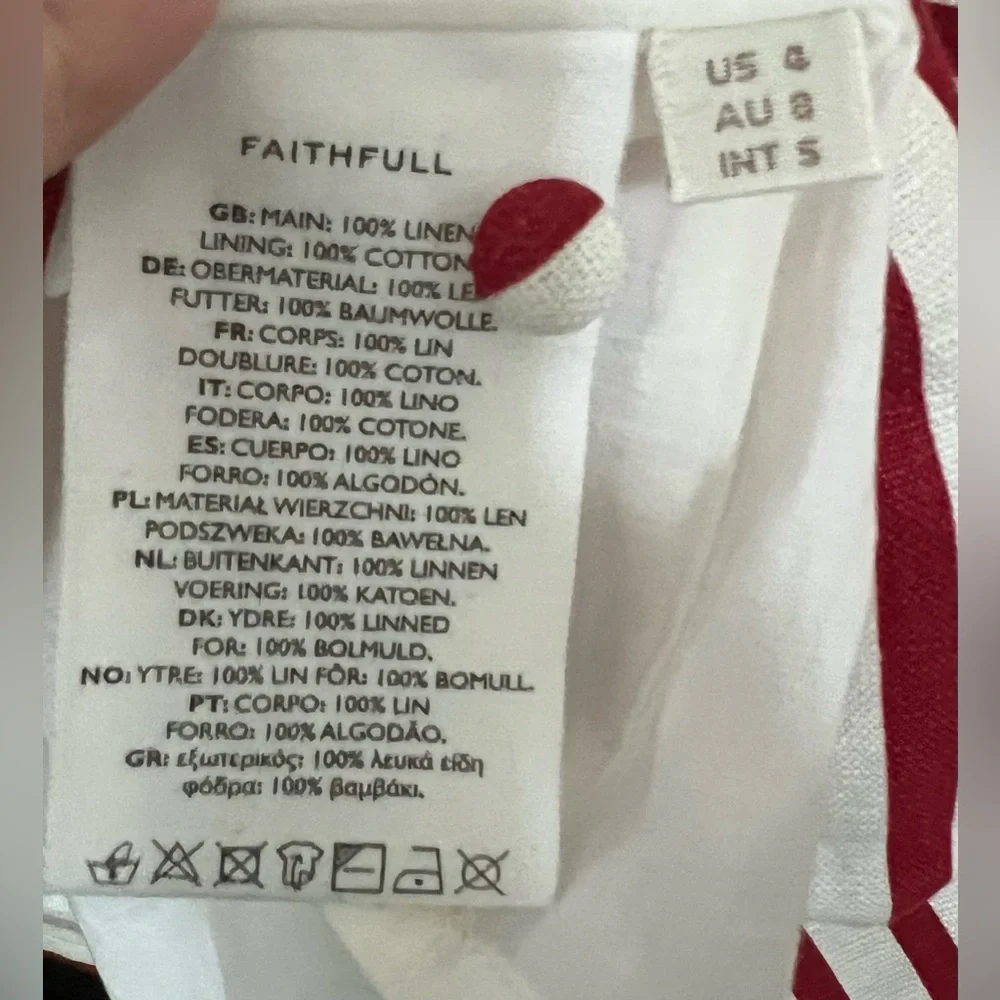 FAITHFULL
GB: MAIN: 100% LINEN
LINING: 100% COTTON
DE: OBERMATERIAL: 100%
FUTTER: 100% BAUMWOLLE.
FR: CORPS: 100% LIN
DOUBLURE: 100% COTON.
IT: CORPO: 100% LINO
FODERA: 100% COTONE.
ES: CUERPO: 100% LINO
FORRO: 100% ALGODÓN.
PL: MATERIAŁ WIERZCHNI: 100% LEN
PODSZWEKA: 100% BAWEŁNA.
NL: BUITENKANT: 100% LINNEN
VOERING: 100% KATOEN.
DK: YDRE: 100% LINNED
FOR: 100% BOLMULD.
NO: YTRE: 100% LIN FÔR: 100% BOMULL.
PT: CORPO: 100% LIN
FORRO: 100% ALGODÃO.
GR: εξωτερικός: 100% λευκά είδη
φόδρα: 100% βαμβάκι.
US 4
AU 8
INT S